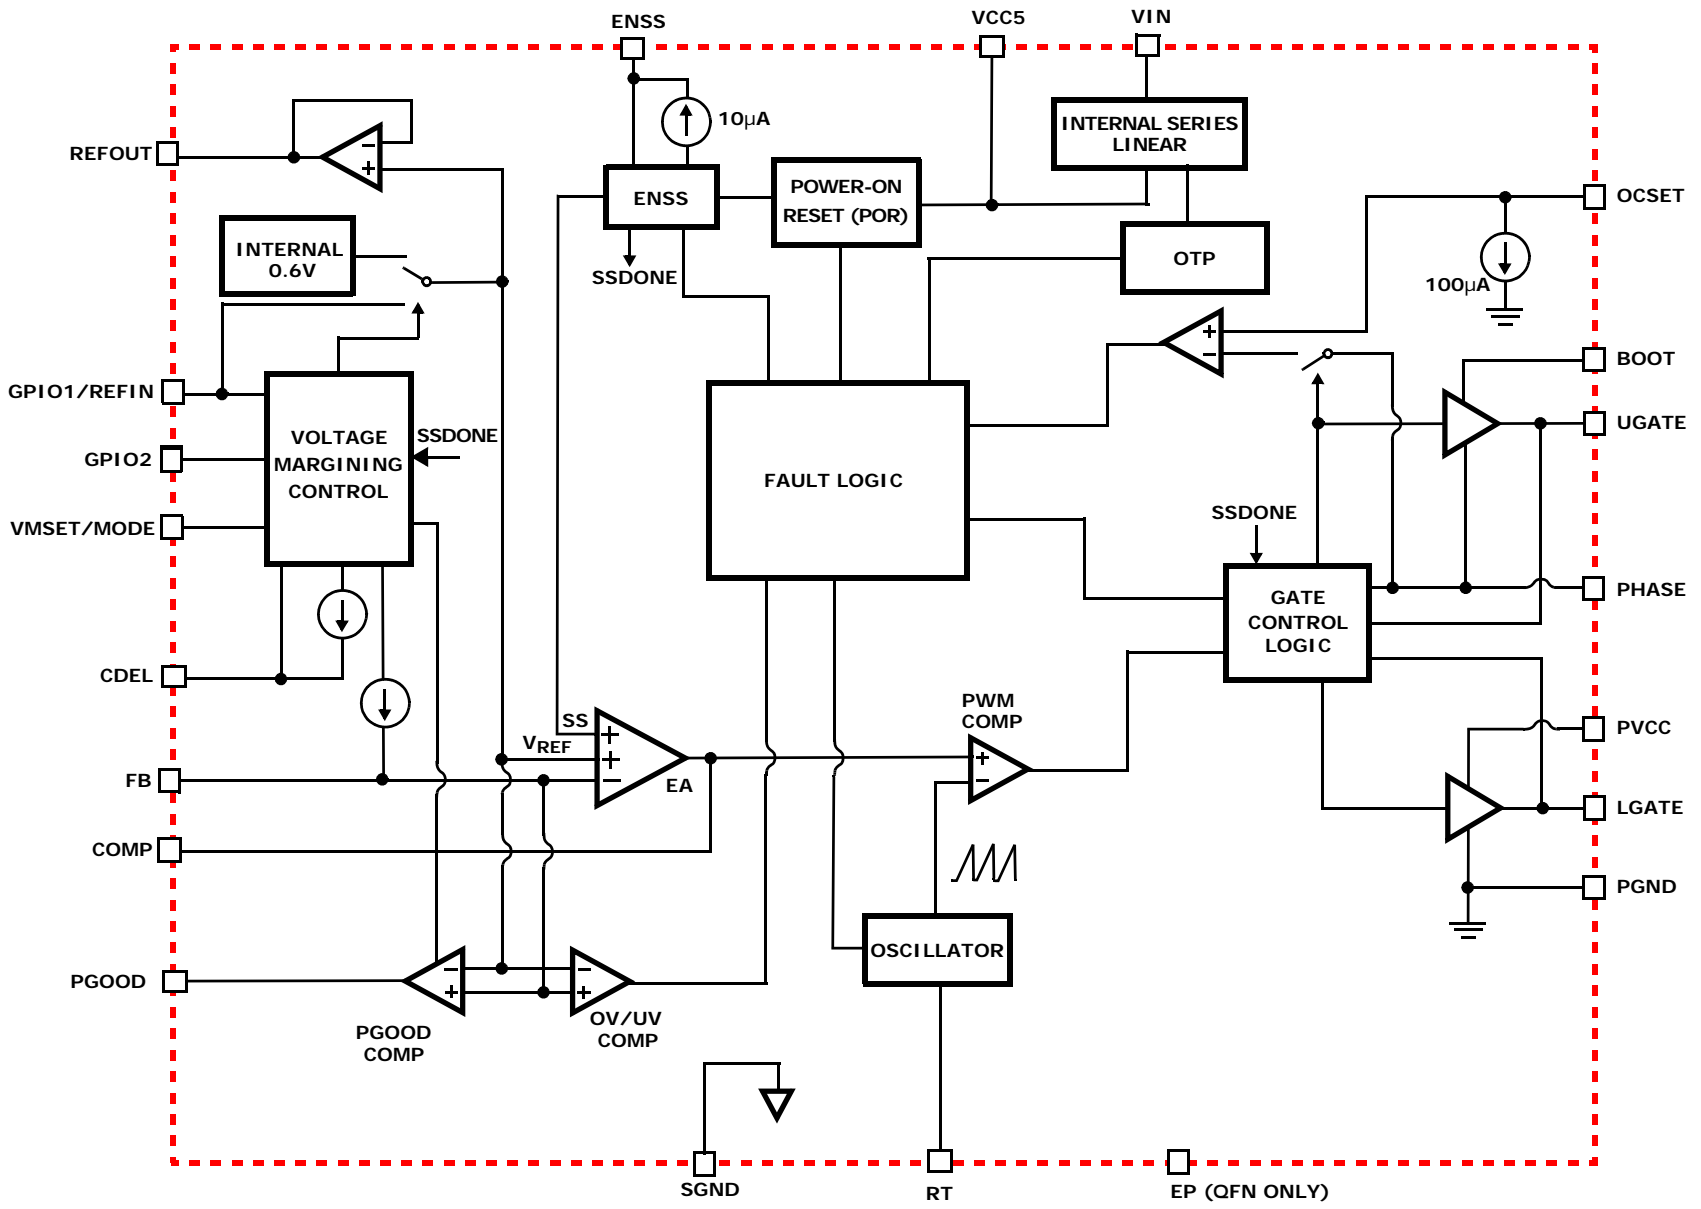 ENSS
VCC5
VIN
10µA
INTERNAL SERIES
LINEAR
REFOUT
−
+
POWER-ON
RESET (POR)
ENSS
OCSET
INTERNAL
0.6V
SSDONE
OTP
100µA
+
−
BOOT
GPIO1/REFIN
UGATE
VOLTAGE
MARGINING
CONTROL
SSDONE
GPIO2
FAULT LOGIC
VMSET/MODE
SSDONE
GATE
CONTROL
LOGIC
PHASE
CDEL
PWM
COMP
SS
+
VREF
+
−
EA
+
−
PVCC
FB
LGATE
COMP
PGND
OSCILLATOR
PGOOD
−
+
−
+
PGOOD
COMP
OV/UV
COMP
SGND
RT
EP (QFN ONLY)